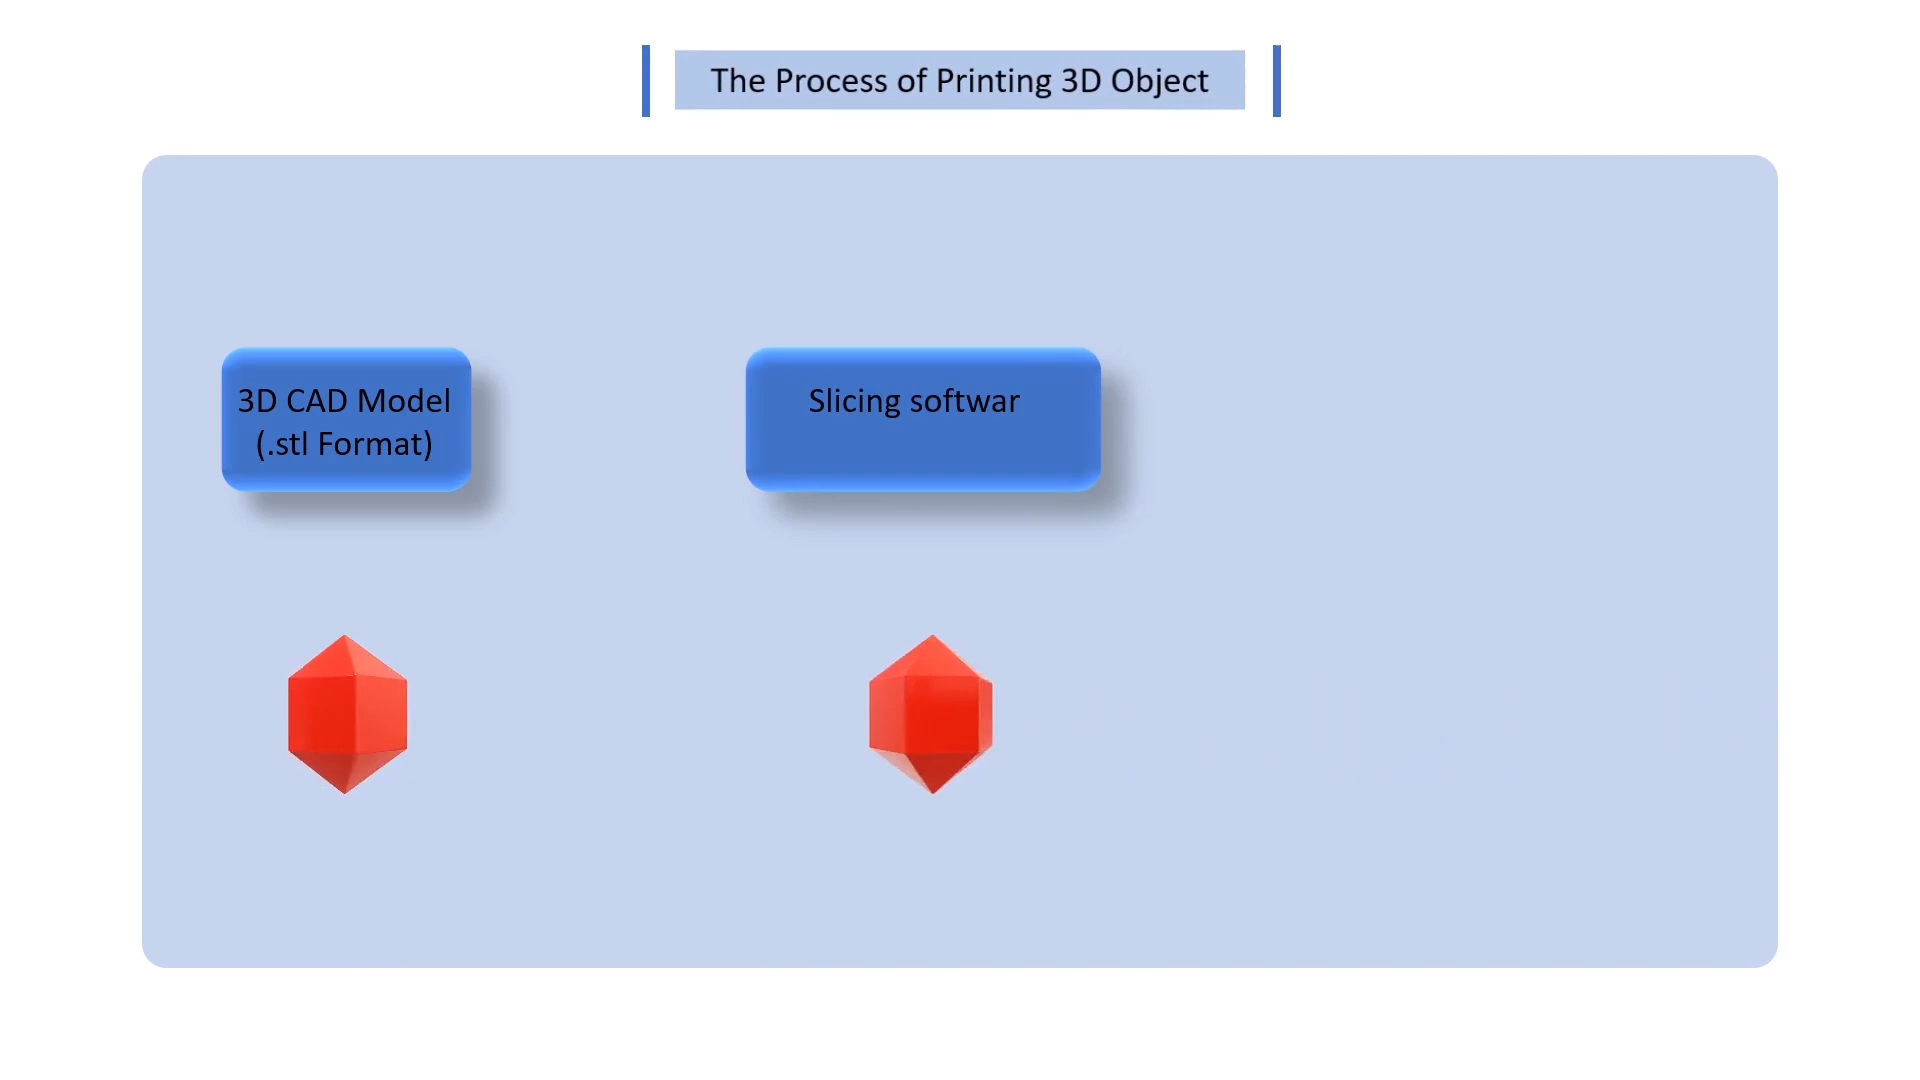 The Process of Printing 3D Object
3D CAD Model
(.stl Format)
Slicing softwar